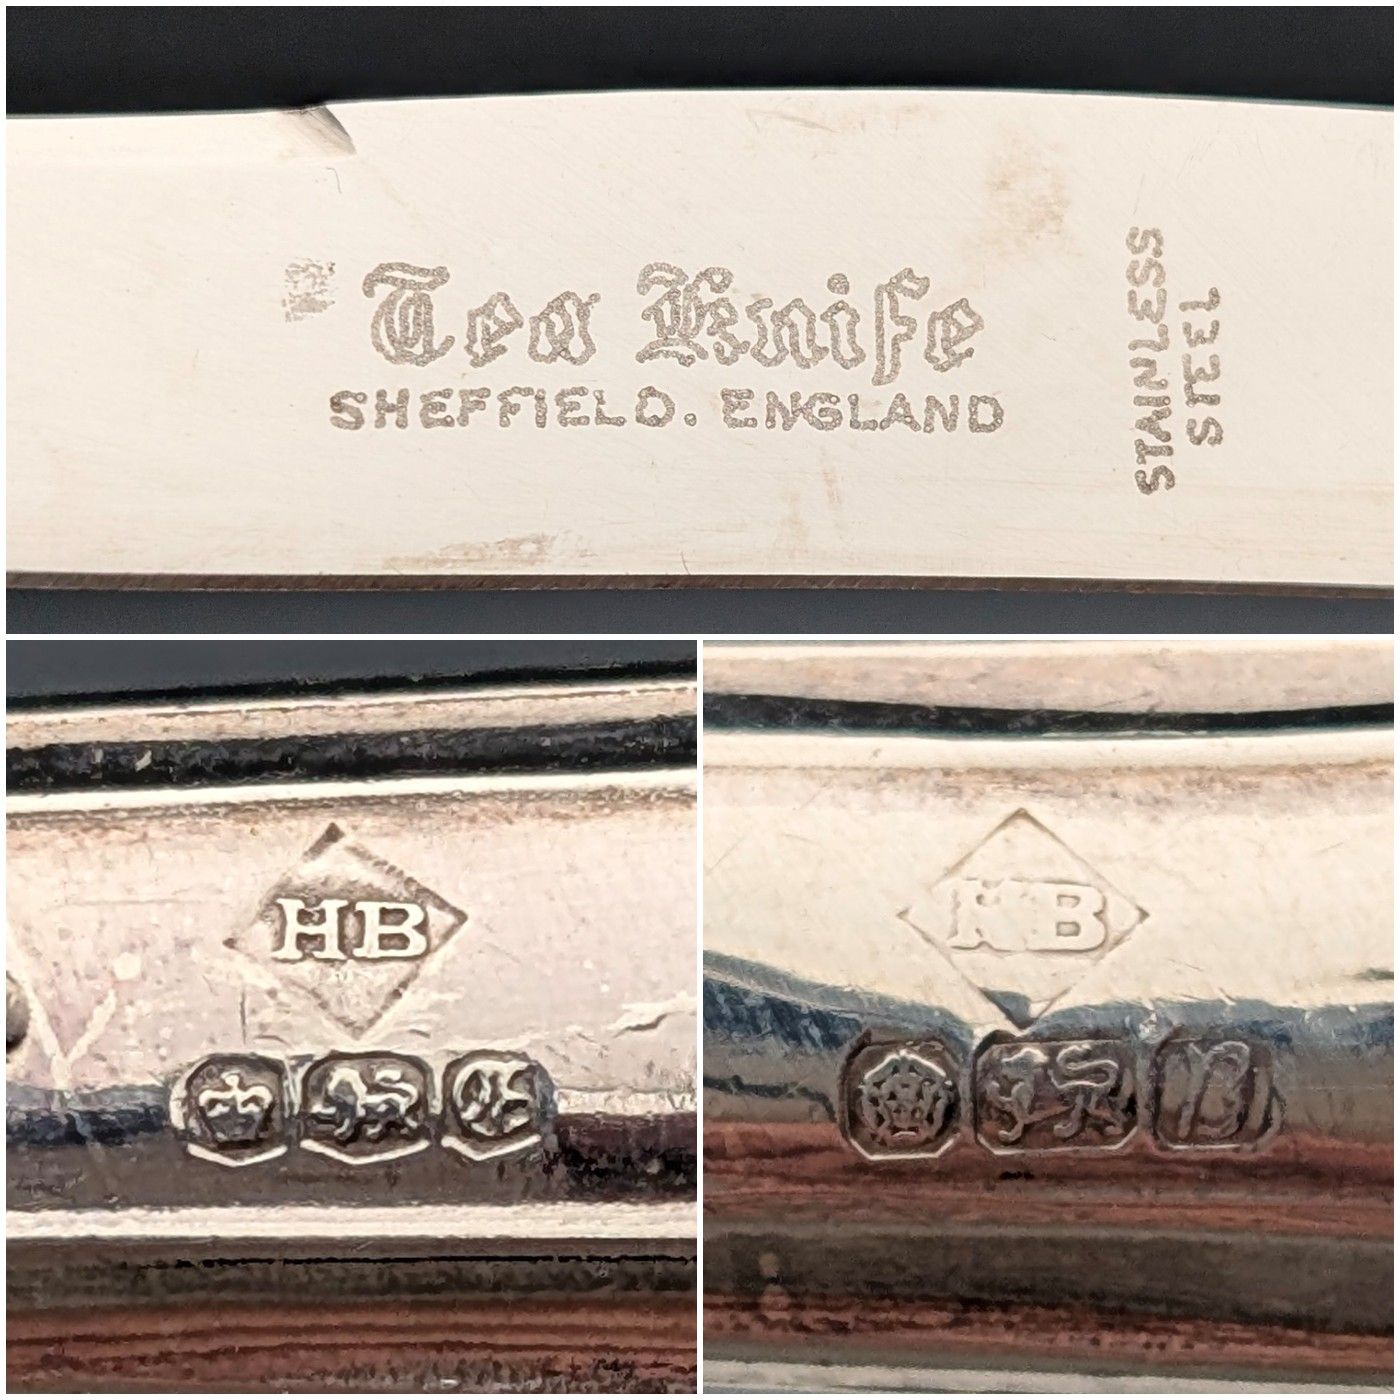 Tea Knife
SHEFFIELD. ENGLAND
STAINLESS
STEEL
HB
HB